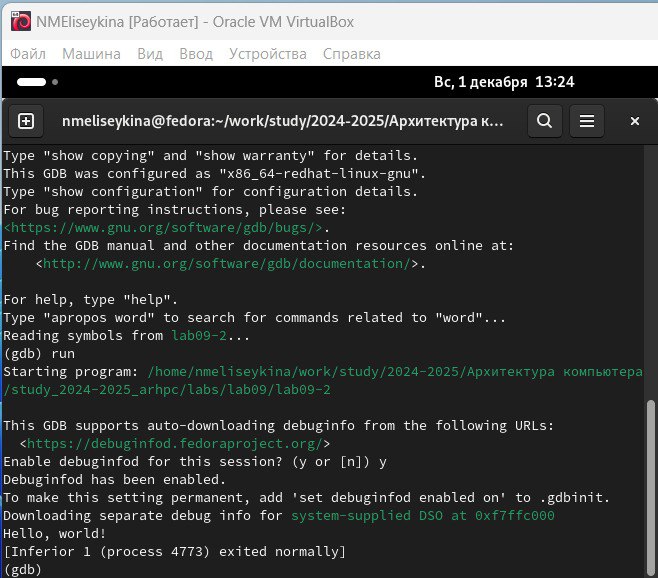 NMEliseykina [Работает] - Oracle VM VirtualBox
Файл Машина Вид Ввод Устройства Справка
Вс, 1 декабря 13:24
nmeliseykina@fedora:~/work/study/2024-2025/Архитектура к...
Type "show copying" and "show warranty" for details.
This GDB was configured as "x86_64-redhat-linux-gnu".
Type "show configuration" for configuration details.
For bug reporting instructions, please see:
<https://www.gnu.org/software/gdb/bugs/>.
Find the GDB manual and other documentation resources online at:
    <http://www.gnu.org/software/gdb/documentation/>.

For help, type "help".
Type "apropos word" to search for commands related to "word"...
Reading symbols from lab09-2...
(gdb) run
Starting program: /home/nmeliseykina/work/study/2024-2025/Архитектура компьютера
/study_2024-2025_arhpc/labs/lab09/lab09-2

This GDB supports auto-downloading debuginfo from the following URLs:
  <https://debuginfod.fedoraproject.org/>
Enable debuginfod for this session? (y or [n]) y
Debuginfod has been enabled.
To make this setting permanent, add 'set debuginfod enabled on' to .gdbinit.
Downloading separate debug info for system-supplied DSO at 0xf7ffc000
Hello, world!
[Inferior 1 (process 4773) exited normally]
(gdb)